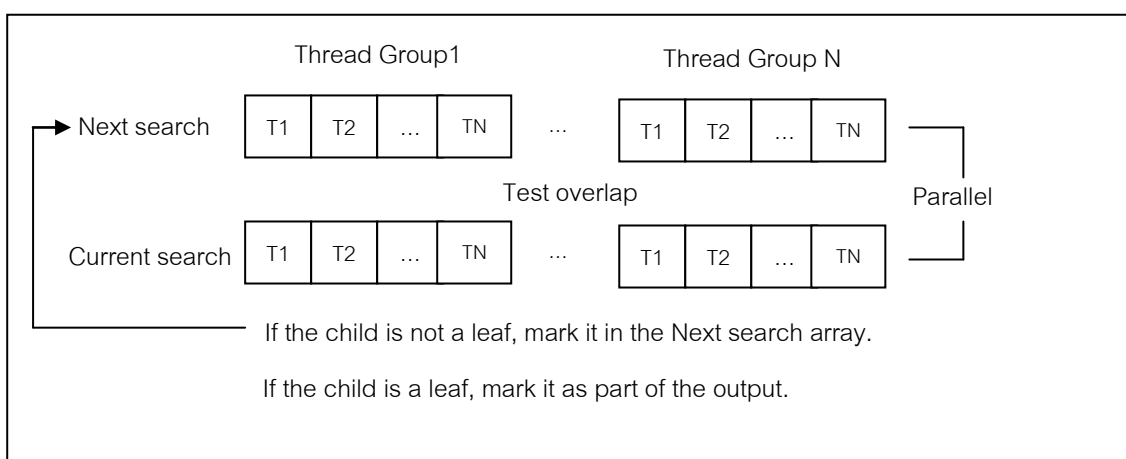 Thread Group1
Thread Group N
Next search
T1 T2 ... TN ... T1 T2 ... TN
Test overlap
Parallel
Current search
T1 T2 ... TN ... T1 T2 ... TN
If the child is not a leaf, mark it in the Next search array.
If the child is a leaf, mark it as part of the output.